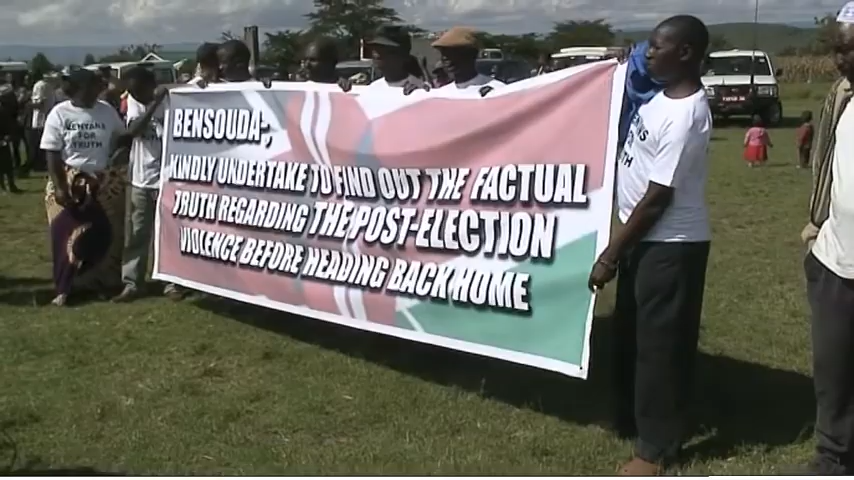 BENSOUDA-,
KINDLY UNDERTAKE TO FIND OUT THE FACTUAL
TRUTH REGARDING THE POST-ELECTION
VIOLENCE BEFORE HEADING BACK HOME
KENYANS
FOR
TRUTH